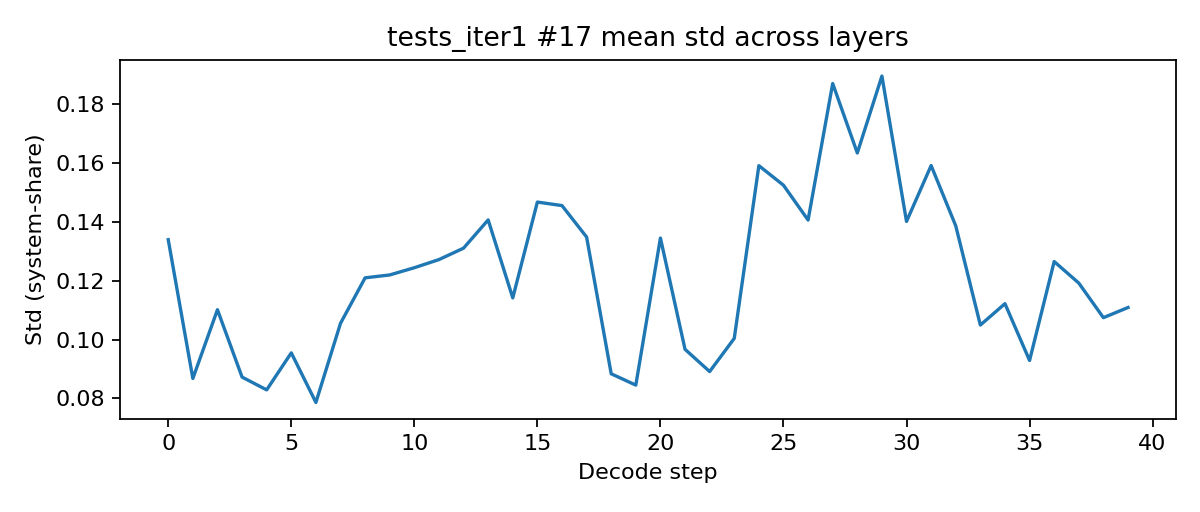 tests_iter1 #17 mean std across layers
Std (system-share)
0.18
0.16
0.14
0.12
0.10
0.08
0 5 10 15 20 25 30 35 40
Decode step